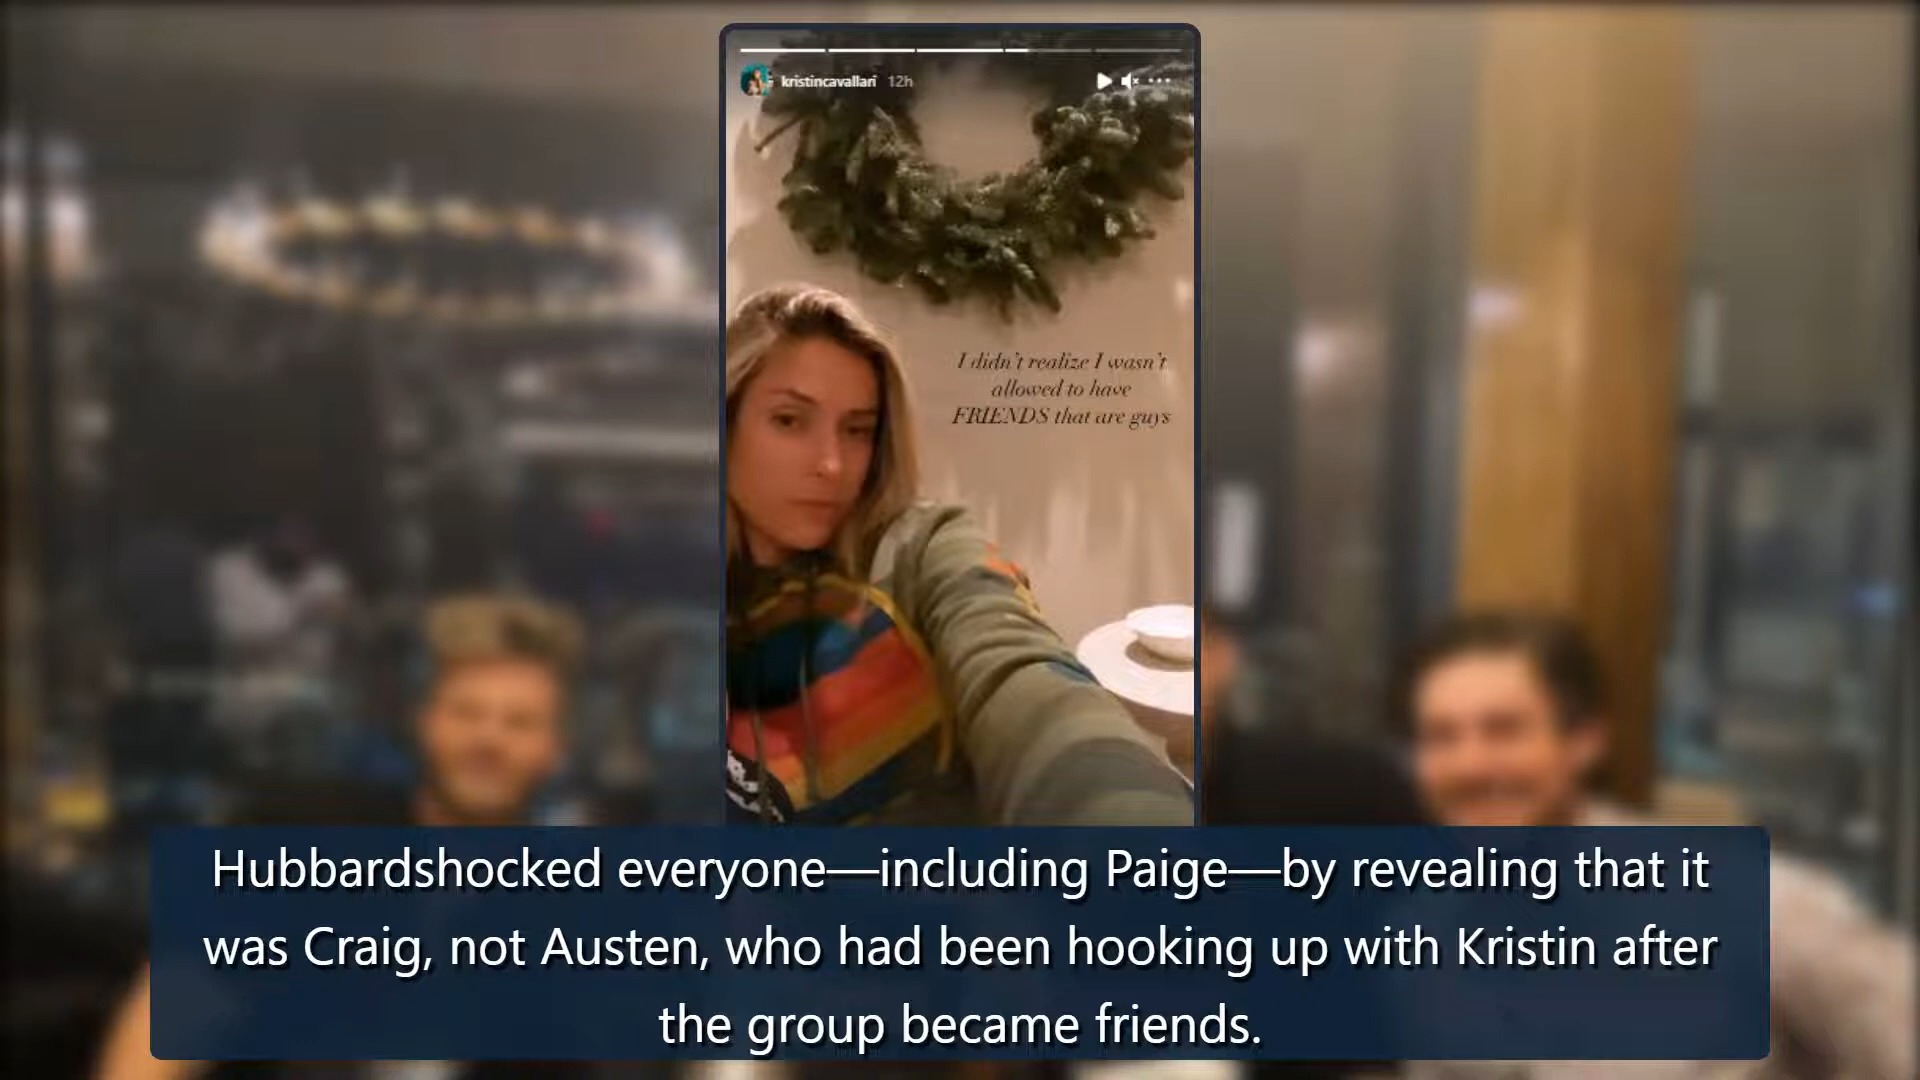 kristincavallari 12h
I didn't realize I wasn't
allowed to have
FRIENDS that are guys
Hubbardshocked everyone—including Paige—by revealing that it
was Craig, not Austen, who had been hooking up with Kristin after
the group became friends.